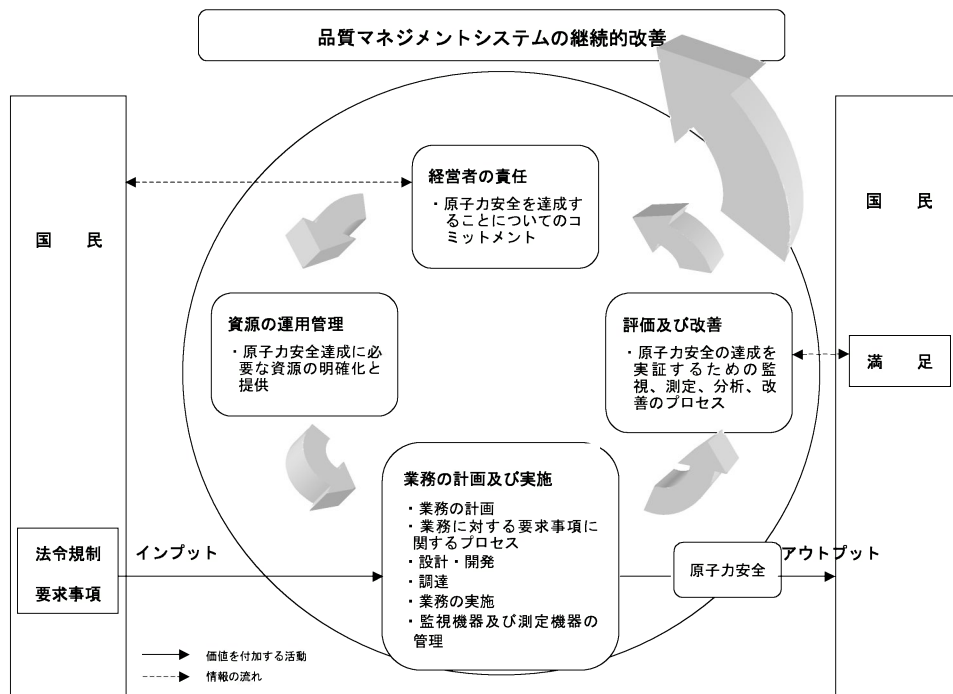 品質マネジメントシステムの継続的改善
経営者の責任
・原子力安全を達成す
ることについてのコ
ミットメント
国　　民
国　　民
資源の運用管理
・原子力安全達成に必
要な資源の明確化と
提供
評価及び改善
・原子力安全の達成を
実証するための監
視、測定、分析、改
善のプロセス
満　　足
業務の計画及び実施
・業務の計画
・業務に対する要求事項に
関するプロセス
・設計・開発
・調達
・業務の実施
・監視機器及び測定機器の
管理
法令規制
要求事項
インプット
原子力安全
アウトプット
価値を付加する活動
情報の流れ